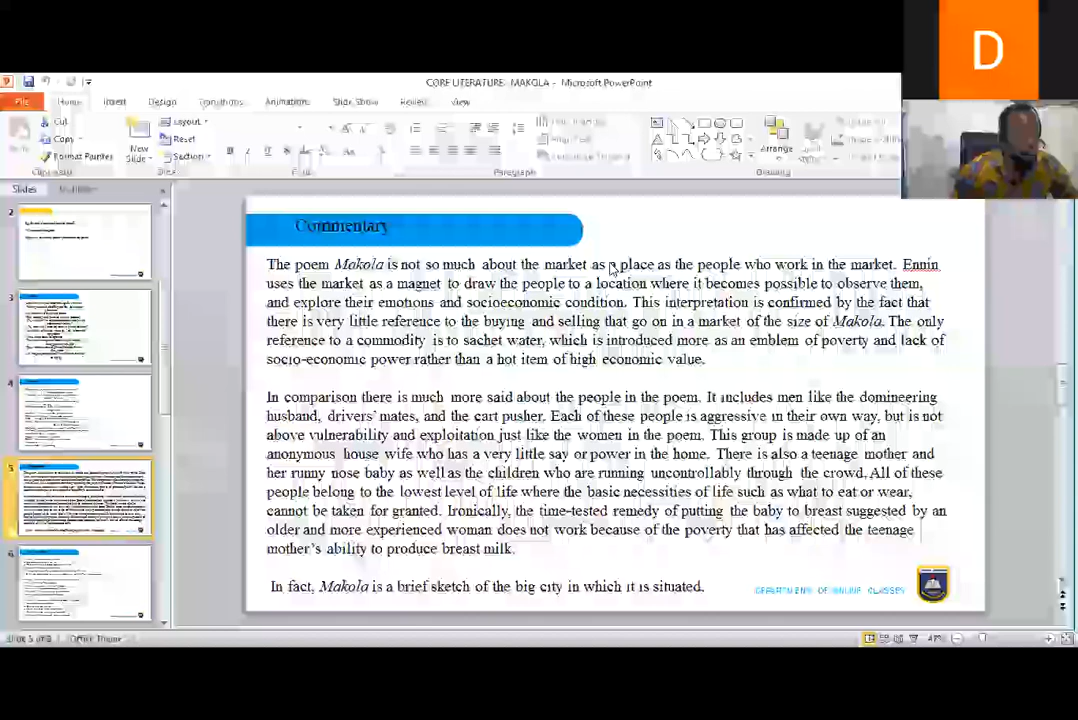 D
CORE LITERATURE- MAKOLA - Microsoft PowerPoint
File Home Insert Design Transitions Animations Slide Show Review View
Cut
Copy
Format Painter
New
Slide
Layout
Reset
Section
Arrange
Paragraph
Drawing
Slides
2
3
4
5
6
Commentary
The poem Makola is not so much about the market as a place as the people who work in the market. Ennin
uses the market as a magnet to draw the people to a location where it becomes possible to observe them,
and explore their emotions and socioeconomic condition. This interpretation is confirmed by the fact that
there is very little reference to the buying and selling that go on in a market of the size of Makola. The only
reference to a commodity is to sachet water, which is introduced more as an emblem of poverty and lack of
socio-economic power rather than a hot item of high economic value.
In comparison there is much more said about the people in the poem. It includes men like the domineering
husband, drivers' mates, and the cart pusher. Each of these people is aggressive in their own way, but is not
above vulnerability and exploitation just like the women in the poem. This group is made up of an
anonymous house wife who has a very little say or power in the home. There is also a teenage mother and
her runny nose baby as well as the children who are running uncontrollably through the crowd. All of these
people belong to the lowest level of life where the basic necessities of life such as what to eat or wear,
cannot be taken for granted. Ironically, the time-tested remedy of putting the baby to breast suggested by an
older and more experienced woman does not work because of the poverty that has affected the teenage
mother's ability to produce breast milk.
In fact, Makola is a brief sketch of the big city in which it is situated.
DEPARTMENT OF ONLINE CLASSES
Office Theme